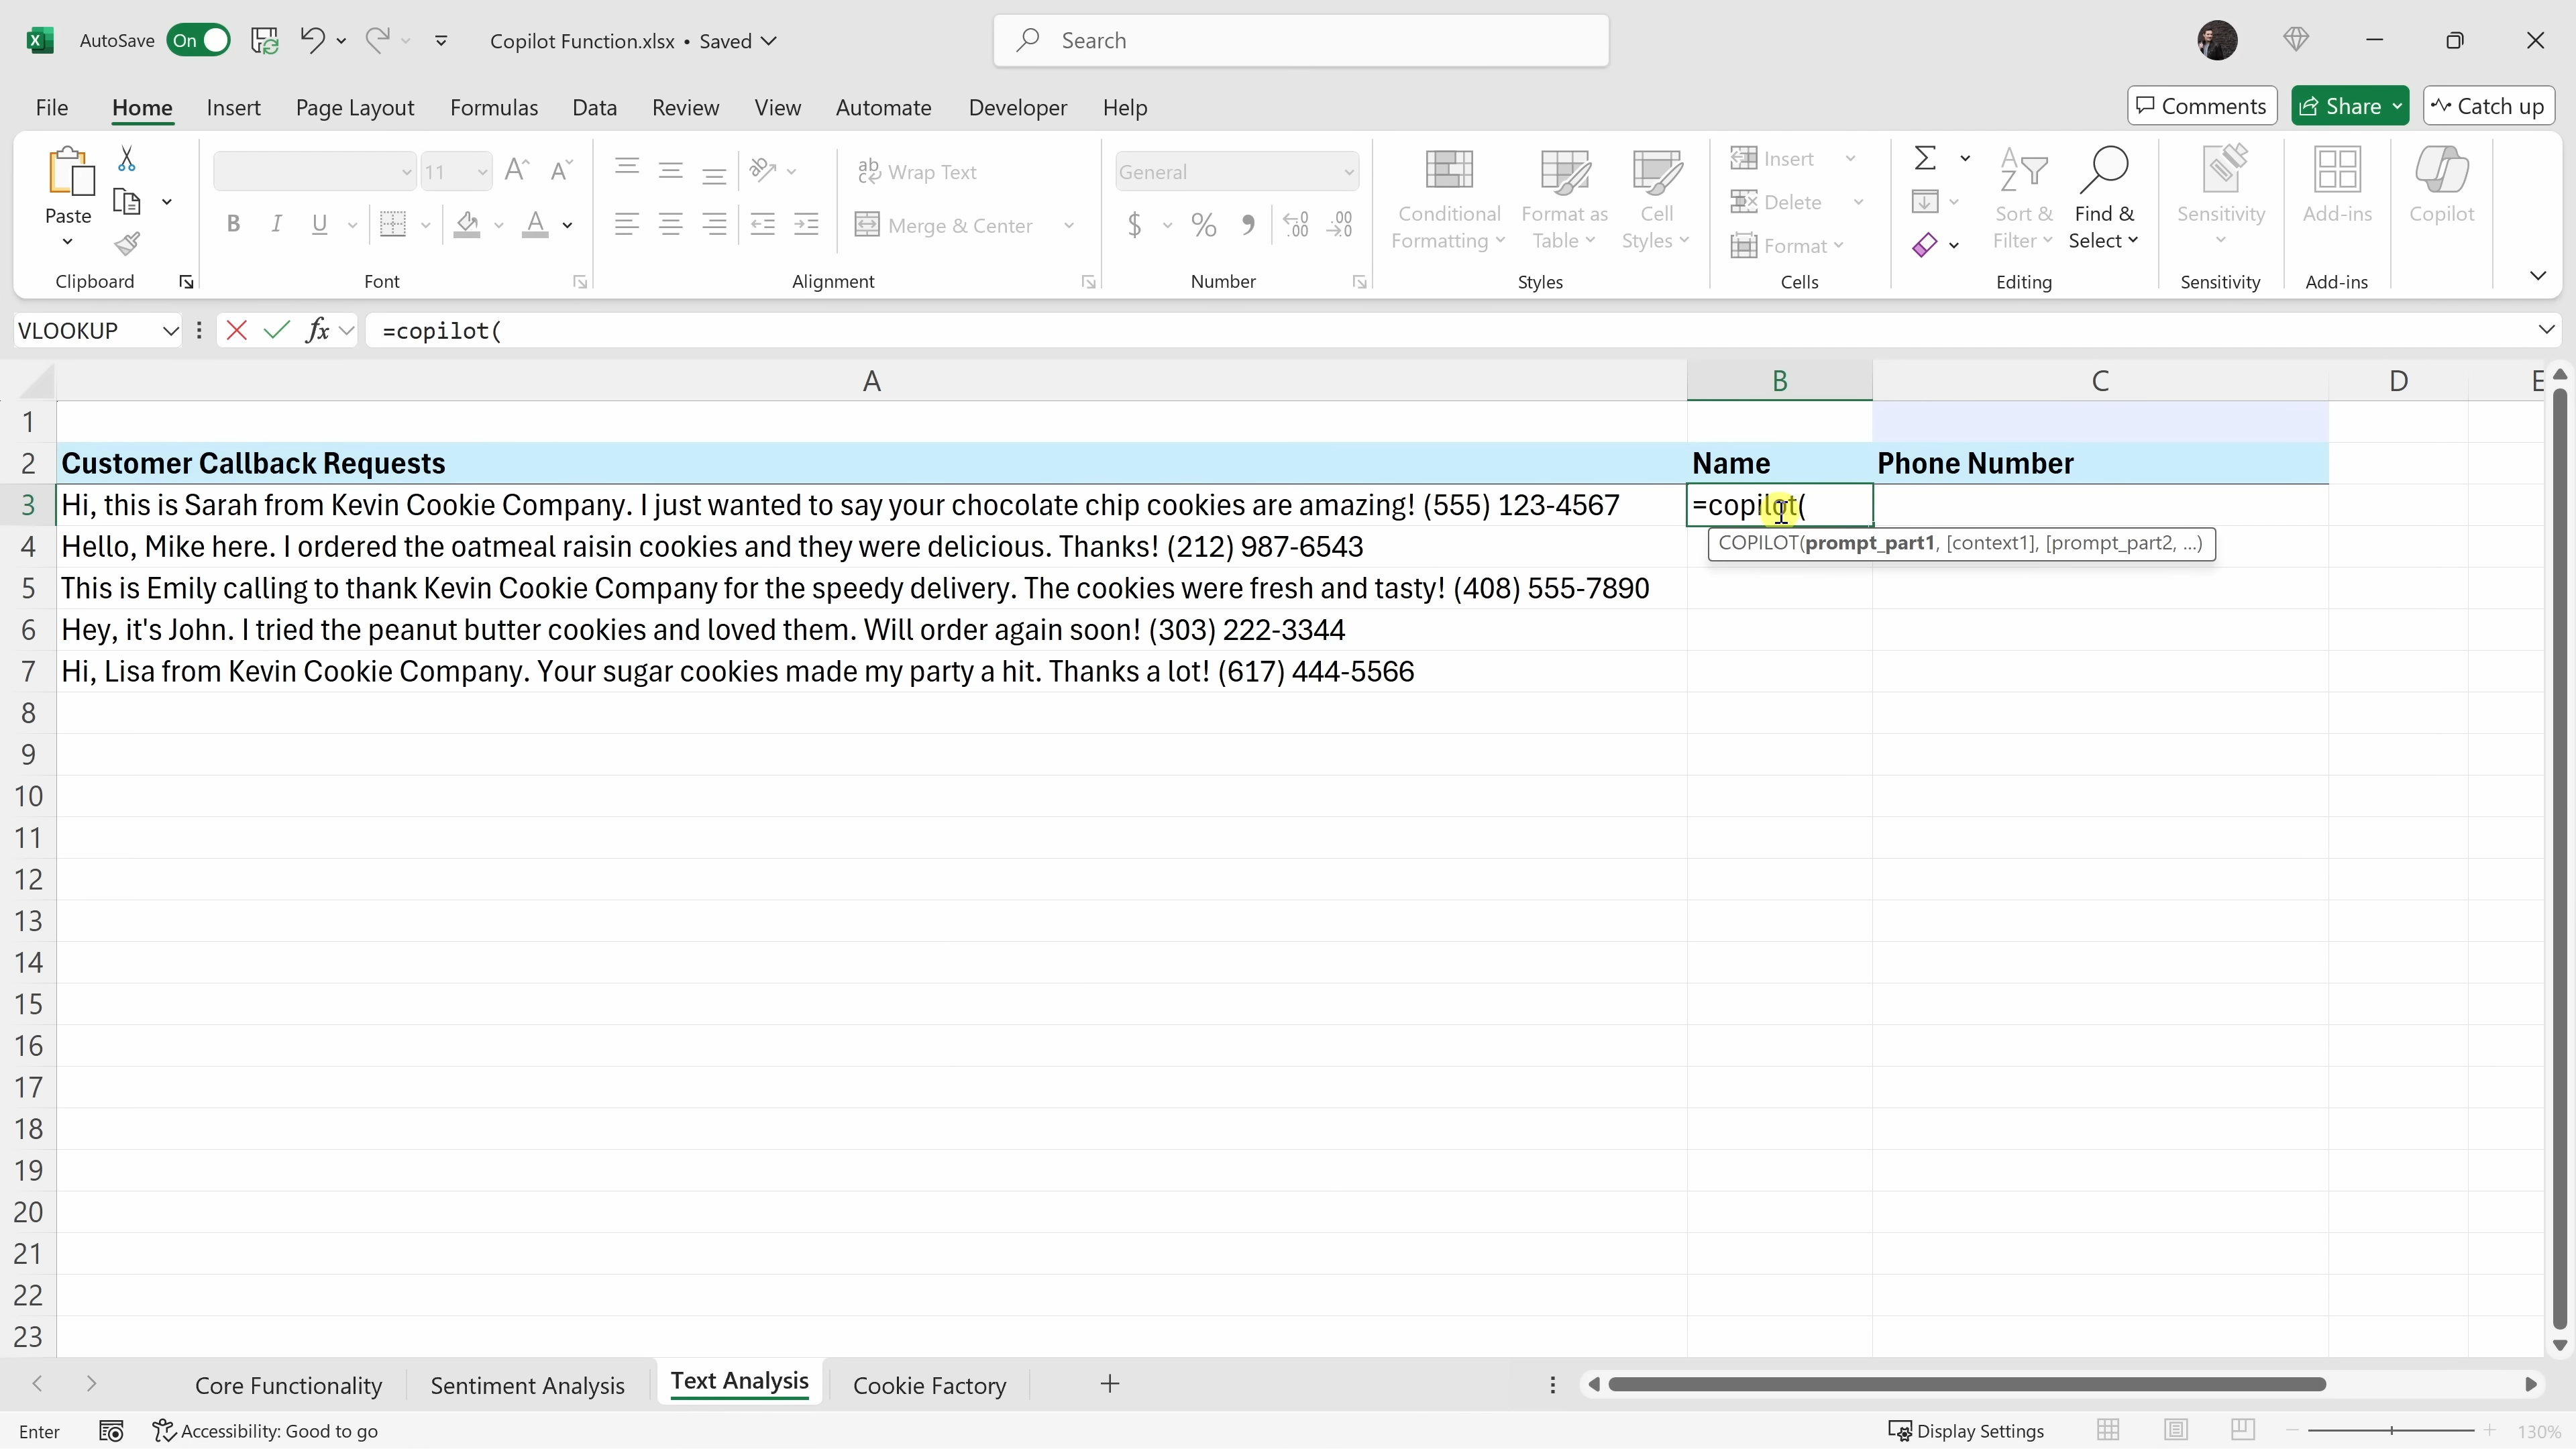 AutoSave On Copilot Function.xlsx • Saved Search
File Home Insert Page Layout Formulas Data Review View Automate Developer Help Comments Share Catch up
Paste
Clipboard
11
B I U A
Font
Wrap Text
Merge & Center
Alignment
General
$ % 9 .00
Number
Conditional Formatting
Format as Table
Cell Styles
Styles
Insert
Delete
Format
Cells
Sort & Filter
Find & Select
Editing
Sensitivity
Sensitivity
Add-ins
Add-ins
Copilot
VLOOKUP fx =copilot(
A B C D E
1
2 Customer Callback Requests Name Phone Number
3 Hi, this is Sarah from Kevin Cookie Company. I just wanted to say your chocolate chip cookies are amazing! (555) 123-4567 =copilot(
4 Hello, Mike here. I ordered the oatmeal raisin cookies and they were delicious. Thanks! (212) 987-6543 COPILOT(prompt_part1, [context1], [prompt_part2, ...)
5 This is Emily calling to thank Kevin Cookie Company for the speedy delivery. The cookies were fresh and tasty! (408) 555-7890
6 Hey, it's John. I tried the peanut butter cookies and loved them. Will order again soon! (303) 222-3344
7 Hi, Lisa from Kevin Cookie Company. Your sugar cookies made my party a hit. Thanks a lot! (617) 444-5566
8
9
10
11
12
13
14
15
16
17
18
19
20
21
22
23
Core Functionality Sentiment Analysis Text Analysis Cookie Factory
Enter Accessibility: Good to go Display Settings 130%